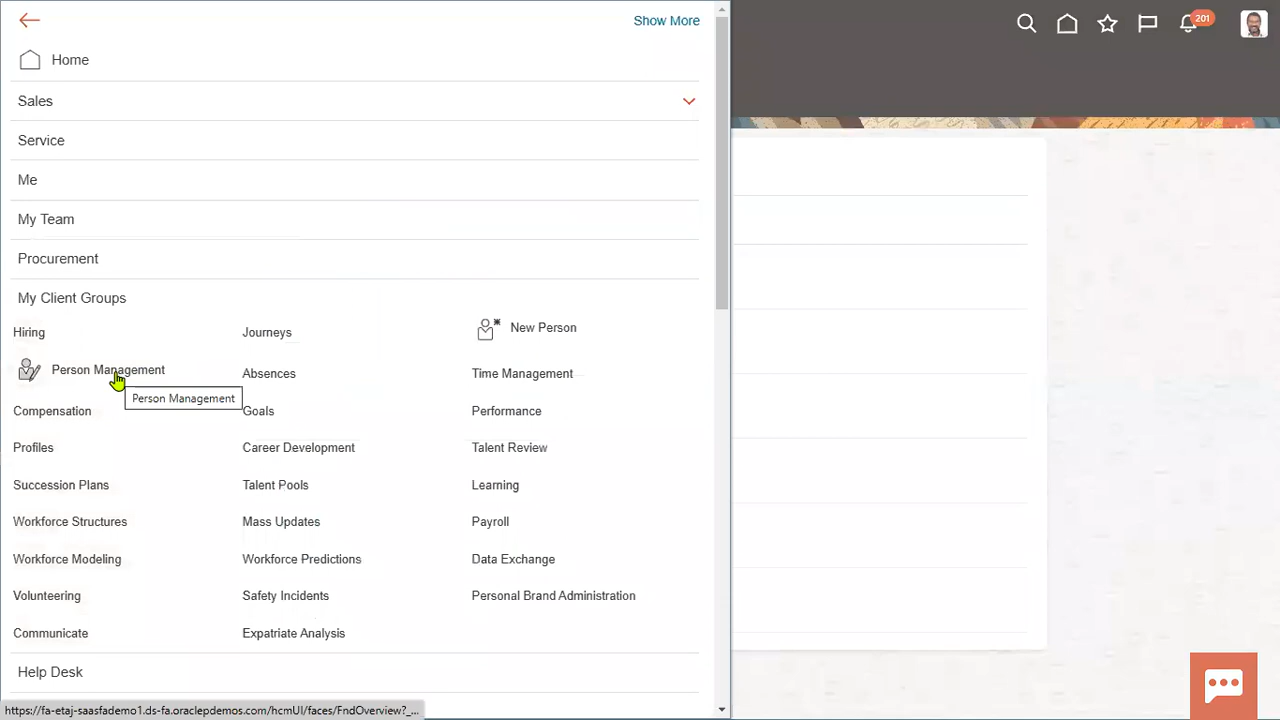 Show More
201
Home
Sales
Service
Me
My Team
Procurement
My Client Groups
Hiring
Journeys
New Person
Person Management
Absences
Time Management
Person Management
Compensation
Goals
Performance
Profiles
Career Development
Talent Review
Succession Plans
Talent Pools
Learning
Workforce Structures
Mass Updates
Payroll
Workforce Modeling
Workforce Predictions
Data Exchange
Volunteering
Safety Incidents
Personal Brand Administration
Communicate
Expatriate Analysis
Help Desk
https://fa-etaj-saasfademo1.ds-fa.oraclepdemos.com/hcmUI/faces/FndOverview?_...